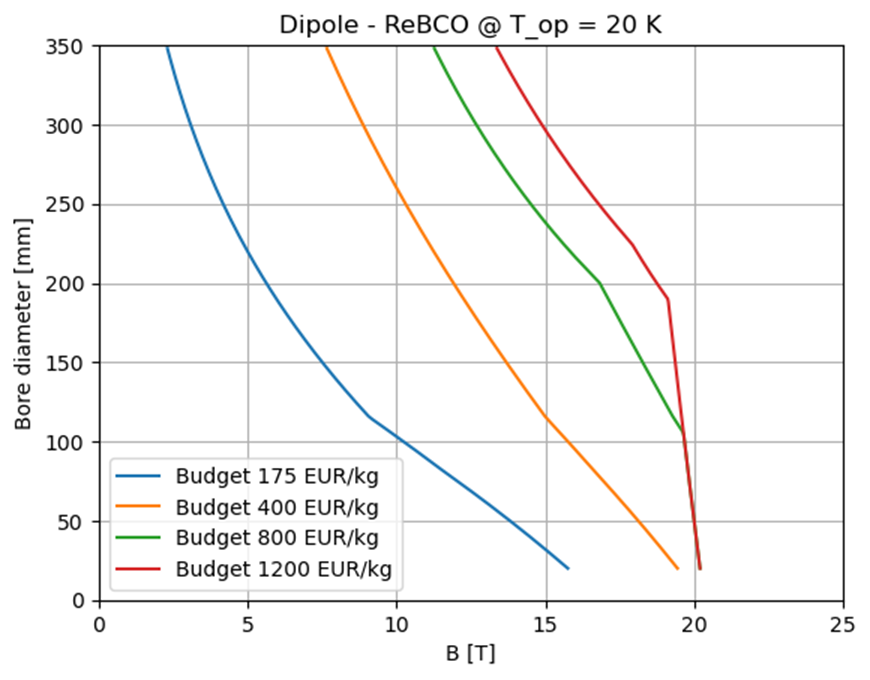 Dipole - ReBCO @ T_op = 20 K
Bore diameter [mm]
350
300
250
200
150
100
50
0
Budget 175 EUR/kg
Budget 400 EUR/kg
Budget 800 EUR/kg
Budget 1200 EUR/kg
0 5 10 15 20 25
B [T]